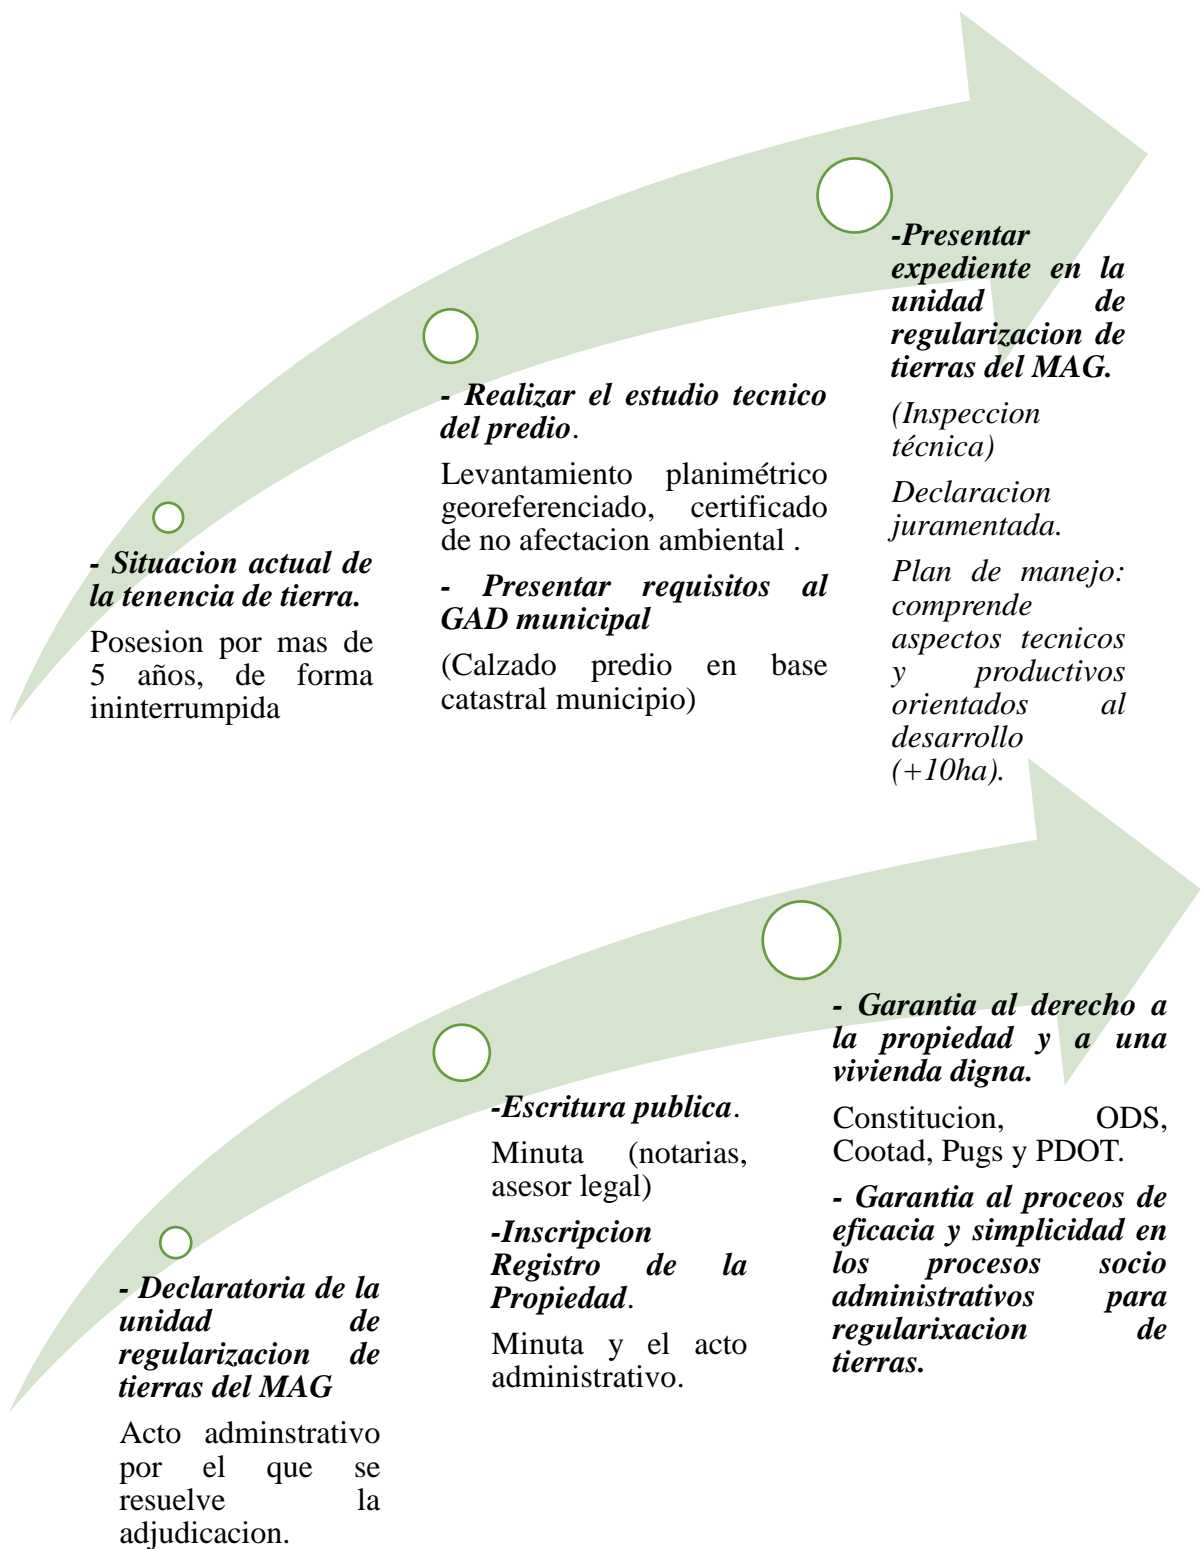 - Situacion actual de
la tenencia de tierra.
Posesion por mas de
5 años, de forma
ininterrumpida
- Realizar el estudio tecnico
del predio.
Levantamiento planimétrico
georeferenciado, certificado
de no afectacion ambiental .
- Presentar requisitos al
GAD municipal
(Calzado predio en base
catastral municipio)
-Presentar
expediente en la
unidad de
regularizacion de
tierras del MAG.
(Inspeccion
técnica)
Declaracion
juramentada.
Plan de manejo:
comprende
aspectos tecnicos
y productivos
orientados al
desarrollo
(+10ha).
- Declaratoria de la
unidad de
regularizacion de
tierras del MAG
Acto adminstrativo
por el que se
resuelve la
adjudicacion.
-Escritura publica.
Minuta (notarias,
asesor legal)
-Inscripcion
Registro de la
Propiedad.
Minuta y el acto
administrativo.
- Garantia al derecho a
la propiedad y a una
vivienda digna.
Constitucion, ODS,
Cootad, Pugs y PDOT.
- Garantia al proceos de
eficacia y simplicidad en
los procesos socio
administrativos para
regularixacion de
tierras.